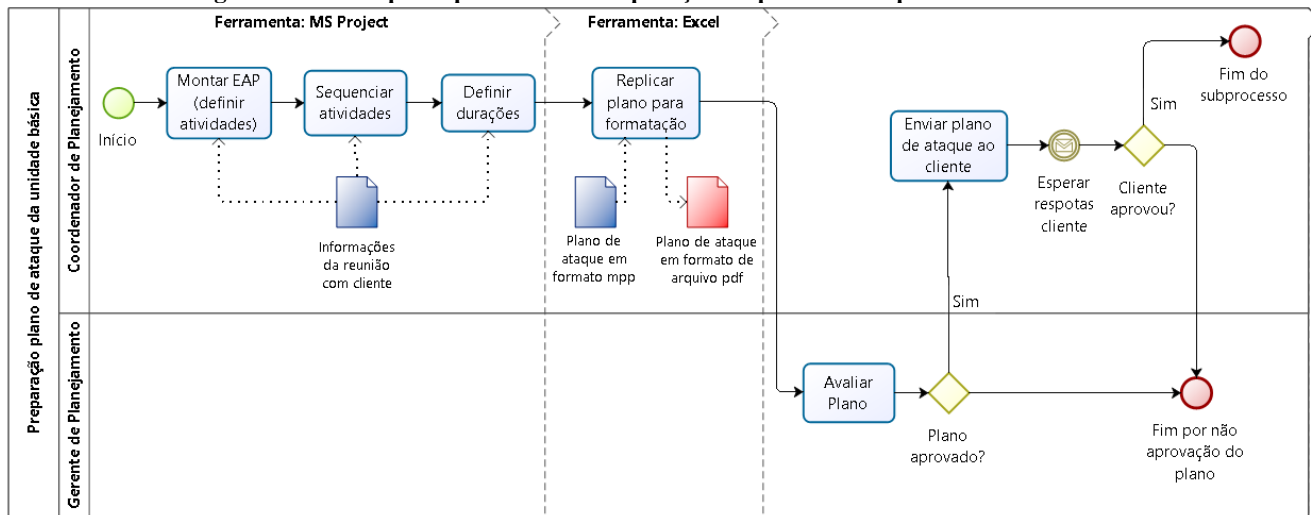 Ferramenta: MS Project
Ferramenta: Excel
Preparação plano de ataque da unidade básica
Coordenador de Planejamento
Início
Montar EAP
(definir
atividades)
Sequenciar
atividades
Definir
durações
Informações
da reunião
com cliente
Replicar
plano para
formatação
Plano de
ataque em
formato mpp
Plano de ataque
em formato de
arquivo pdf
Enviar plano
de ataque ao
cliente
Esperar
respotas
cliente
Cliente
aprovou?
Sim
Fim do
subprocesso
Sim
Gerente de Planejamento
Avaliar
Plano
Plano
aprovado?
Fim por não
aprovação do
plano